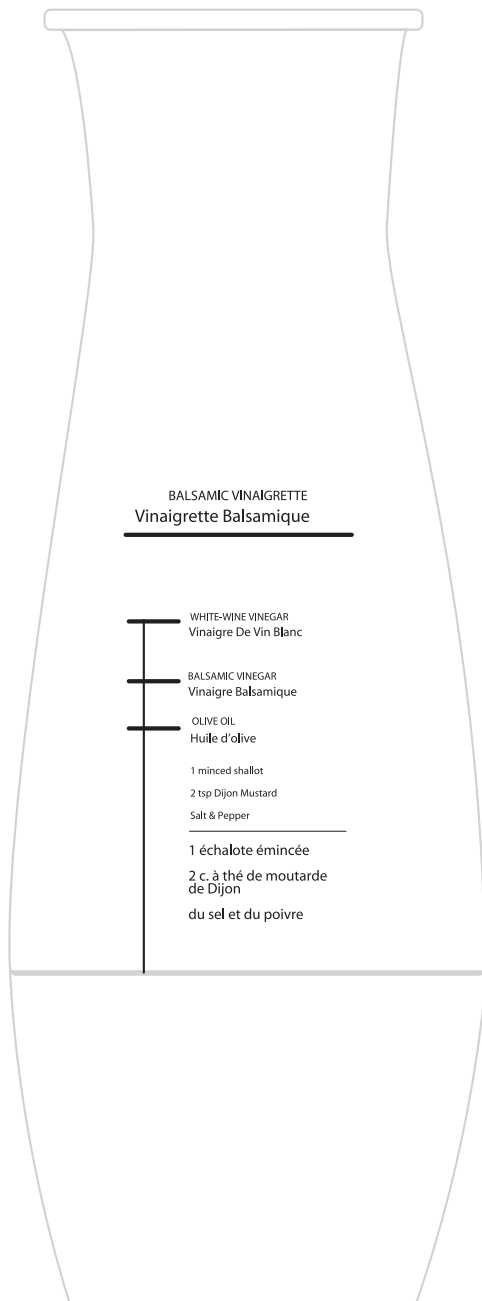 BALSAMIC VINAIGRETTE
Vinaigrette Balsamique
WHITE-WINE VINEGAR
Vinaigre De Vin Blanc
BALSAMIC VINEGAR
Vinaigre Balsamique
OLIVE OIL
Huile d'olive
1 minced shallot
2 tsp Dijon Mustard
Salt & Pepper
1 échalote émincée
2 c. à thé de moutarde
de Dijon
du sel et du poivre